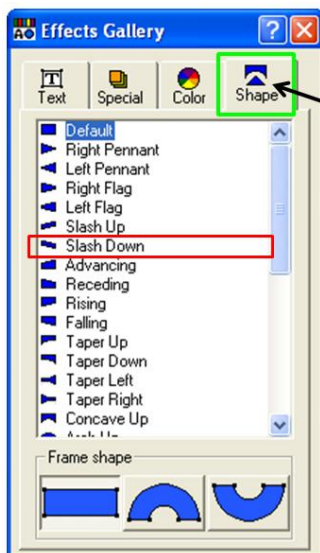 Effects Gallery
Text Special Color Shape
Default
Right Pennant
Left Pennant
Right Flag
Left Flag
Slash Up
Slash Down
Advancing
Receding
Rising
Falling
Taper Up
Taper Down
Taper Left
Taper Right
Concave Up
Frame shape